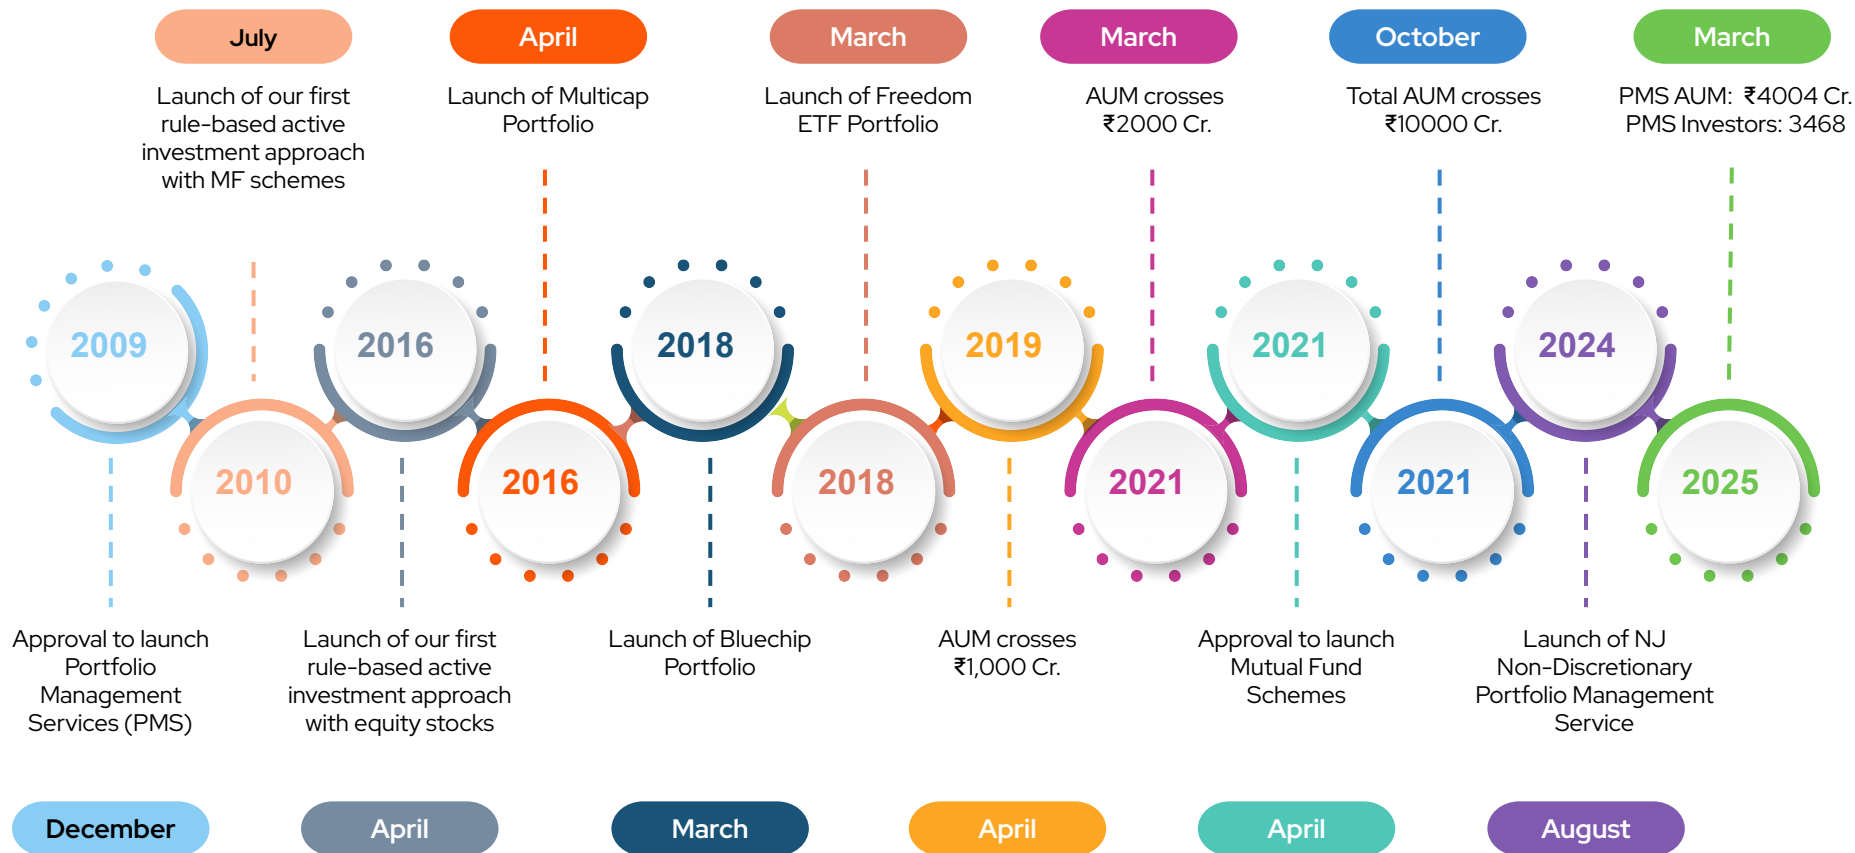 July
April
March
March
October
March
Launch of our first
rule-based active
investment approach
with MF schemes
Launch of Multicap
Portfolio
Launch of Freedom
ETF Portfolio
AUM crosses
₹2000 Cr.
Total AUM crosses
₹10000 Cr.
PMS AUM: ₹4004 Cr.
PMS Investors: 3468
2009
2010
2016
2016
2018
2018
2019
2021
2021
2021
2024
2025
Approval to launch
Portfolio
Management
Services (PMS)
Launch of our first
rule-based active
investment approach
with equity stocks
Launch of Bluechip
Portfolio
AUM crosses
₹1,000 Cr.
Approval to launch
Mutual Fund
Schemes
Launch of NJ
Non-Discretionary
Portfolio Management
Service
December
April
March
April
April
August